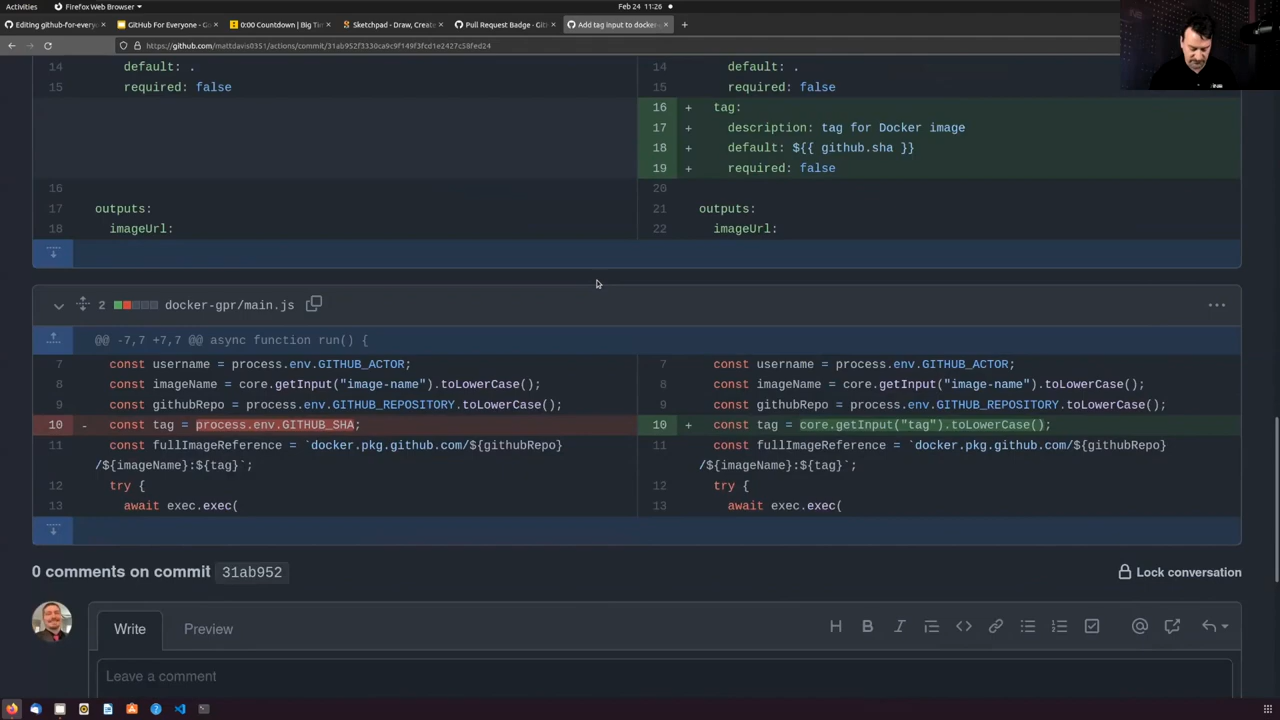 Activities
Firefox Web Browser
Feb 24 11:26
Editing github-for-every
GitHub For Everyone - Go
0:00 Countdown | Big Ti
Sketchpad - Draw, Create
Pull Request Badge - Gith
Add tag input to docker-
https://github.com/mattdavis0351/actions/commit/31ab952f3330ca9c9f149f3fcd1e2427c58fed24
14 default: . 14 default: .
15 required: false 15 required: false
16 + tag:
17 + description: tag for Docker image
18 + default: ${{ github.sha }}
19 + required: false
16 20
17 outputs: 21 outputs:
18 imageUrl: 22 imageUrl:
2 docker-gpr/main.js
@@ -7,7 +7,7 @@ async function run() {
7 const username = process.env.GITHUB_ACTOR; 7 const username = process.env.GITHUB_ACTOR;
8 const imageName = core.getInput("image-name").toLowerCase(); 8 const imageName = core.getInput("image-name").toLowerCase();
9 const githubRepo = process.env.GITHUB_REPOSITORY.toLowerCase(); 9 const githubRepo = process.env.GITHUB_REPOSITORY.toLowerCase();
10 - const tag = process.env.GITHUB_SHA; 10 + const tag = core.getInput("tag").toLowerCase();
11 const fullImageReference = `docker.pkg.github.com/${githubRepo} 11 const fullImageReference = `docker.pkg.github.com/${githubRepo}
/${imageName}:${tag}`; /${imageName}:${tag}`;
12 try { 12 try {
13 await exec.exec( 13 await exec.exec(
0 comments on commit 31ab952
Lock conversation
Write Preview
Leave a comment